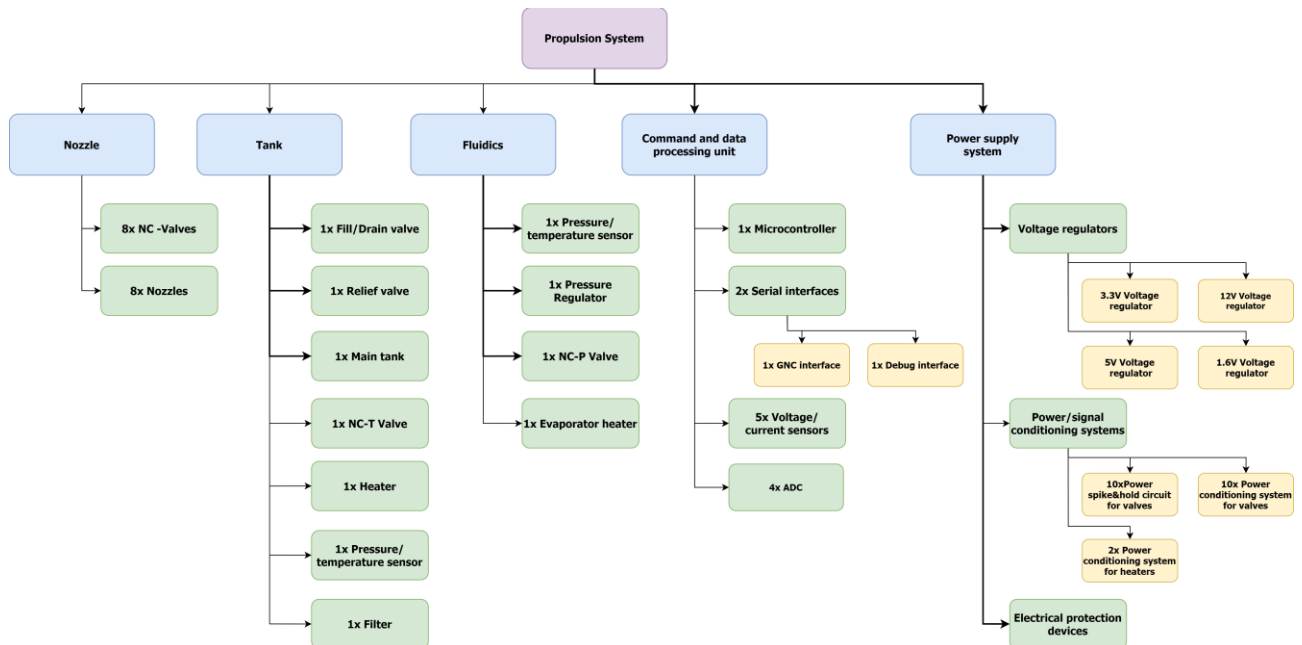 Propulsion System
Nozzle
Tank
Fluidics
Command and data
processing unit
Power supply
system
8x NC -Valves
8x Nozzles
1x Fill/Drain valve
1x Relief valve
1x Main tank
1x NC-T Valve
1x Heater
1x Pressure/
temperature sensor
1x Filter
1x Pressure/
temperature sensor
1x Pressure
Regulator
1x NC-P Valve
1x Evaporator heater
1x Microcontroller
2x Serial interfaces
1x GNC interface
1x Debug interface
5x Voltage/
current sensors
4x ADC
Voltage regulators
3.3V Voltage
regulator
12V Voltage
regulator
5V Voltage
regulator
1.6V Voltage
regulator
Power/signal
conditioning systems
10xPower
spike&hold circuit
for valves
10x Power
conditioning system
for valves
2x Power
conditioning system
for heaters
Electrical protection
devices